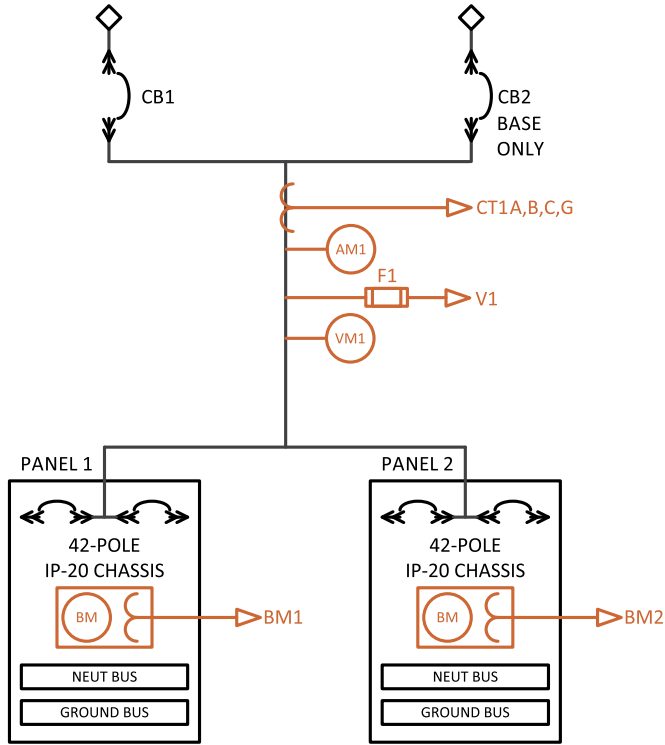 CB1
CB2
BASE
ONLY
CT1A,B,C,G
AM1
F1
V1
VM1
PANEL 1
PANEL 2
42-POLE
IP-20 CHASSIS
BM
BM1
NEUT BUS
GROUND BUS
42-POLE
IP-20 CHASSIS
BM
BM2
NEUT BUS
GROUND BUS